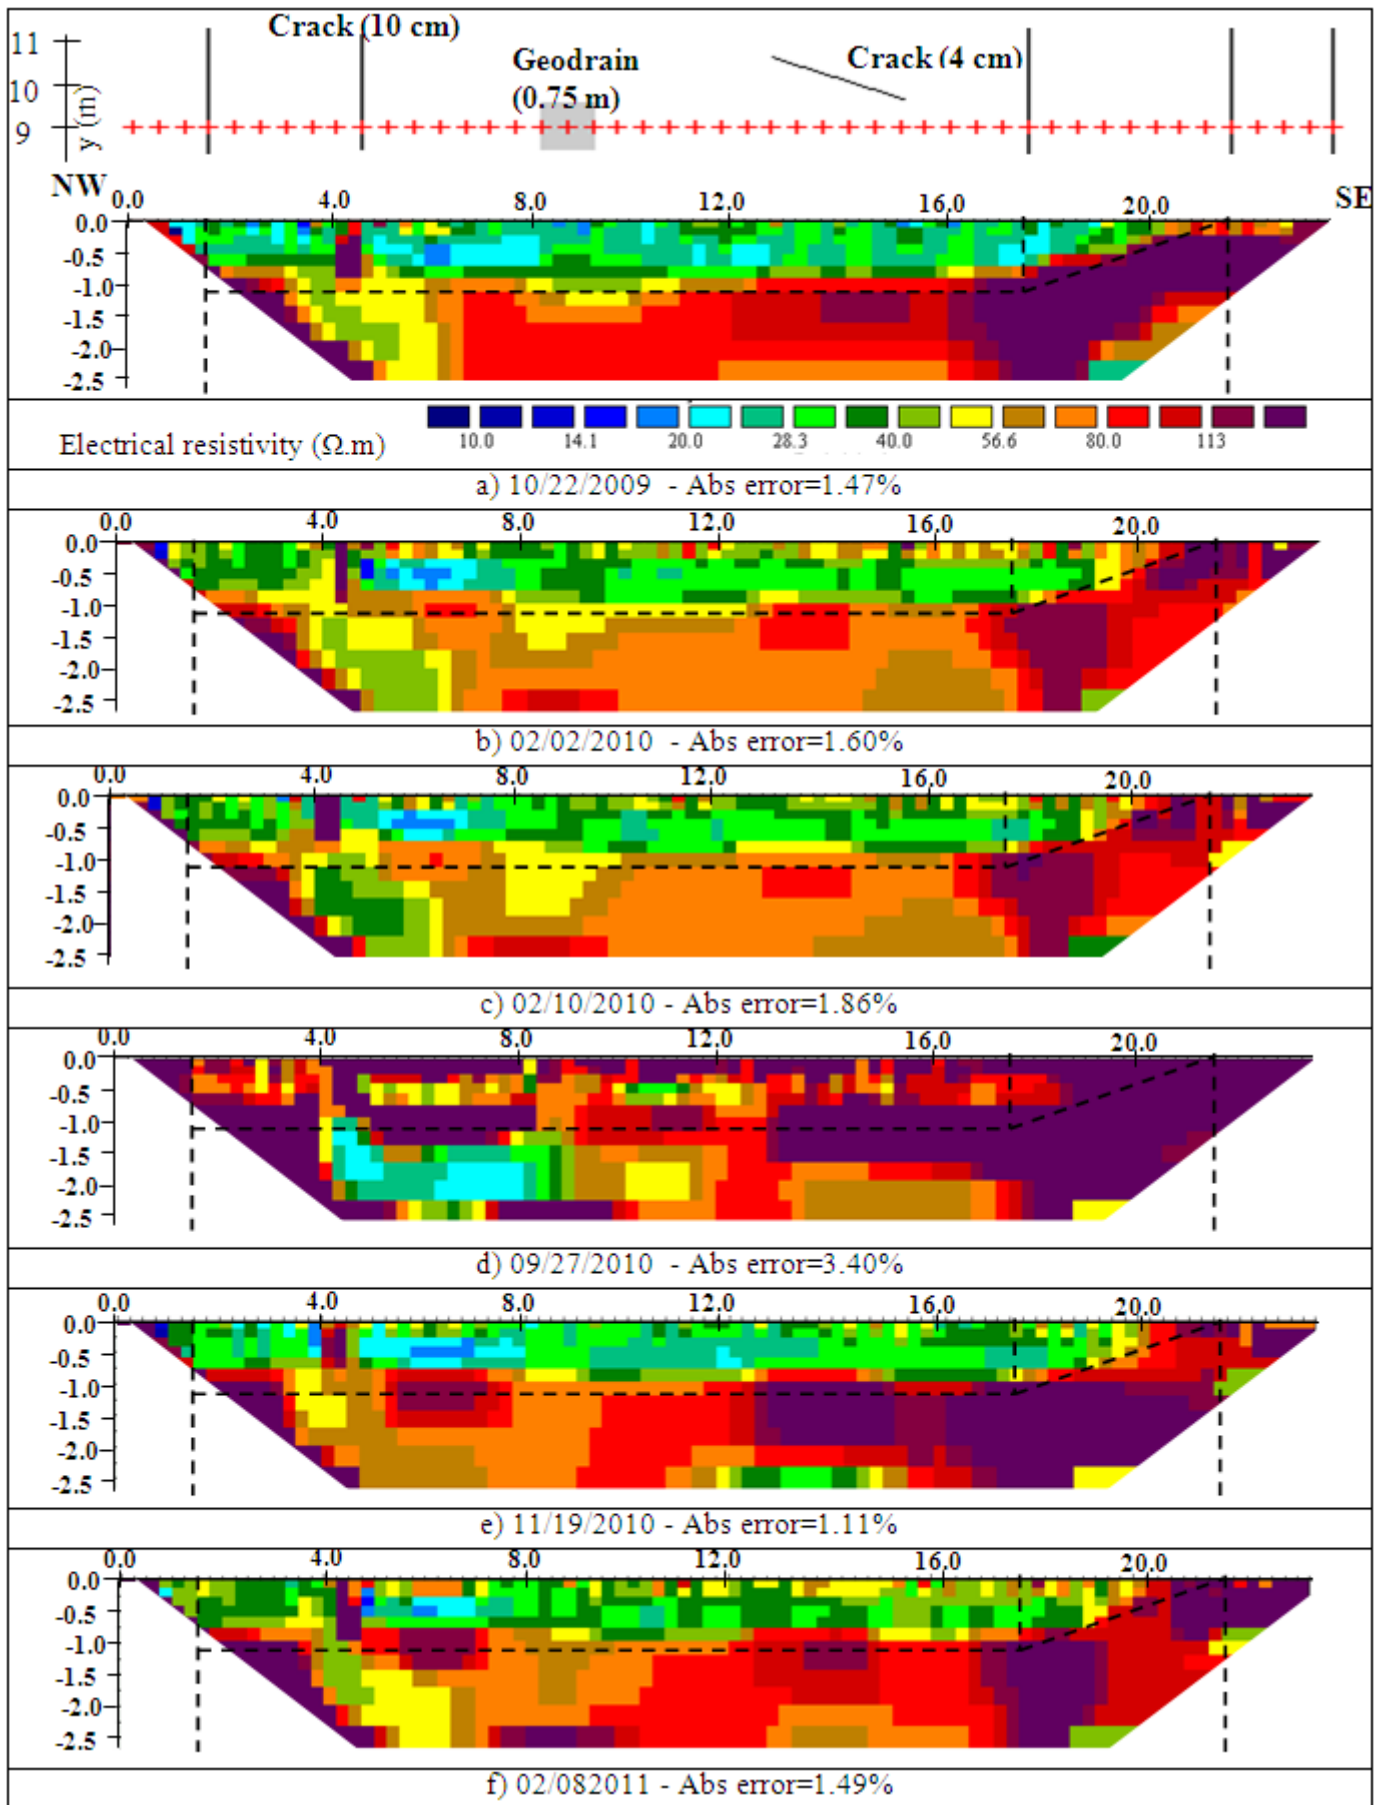 Crack (10 cm)
11
Geodrain
Crack (4 cm)
10
(0.75 m)
9
y (m)
NW
SE
0.0 4.0 8.0 12.0 16.0 20.0
0.0
-0.5
-1.0
-1.5
-2.0
-2.5
Electrical resistivity (Ω.m)
10.0 14.1 20.0 28.3 40.0 56.6 80.0 113
a) 10/22/2009 - Abs error=1.47%
0.0 4.0 8.0 12.0 16.0 20.0
0.0
-0.5
-1.0
-1.5
-2.0
-2.5
b) 02/02/2010 - Abs error=1.60%
0.0 4.0 8.0 12.0 16.0 20.0
0.0
-0.5
-1.0
-1.5
-2.0
-2.5
c) 02/10/2010 - Abs error=1.86%
0.0 4.0 8.0 12.0 16.0 20.0
0.0
-0.5
-1.0
-1.5
-2.0
-2.5
d) 09/27/2010 - Abs error=3.40%
0.0 4.0 8.0 12.0 16.0 20.0
0.0
-0.5
-1.0
-1.5
-2.0
-2.5
e) 11/19/2010 - Abs error=1.11%
0.0 4.0 8.0 12.0 16.0 20.0
0.0
-0.5
-1.0
-1.5
-2.0
-2.5
f) 02/082011 - Abs error=1.49%